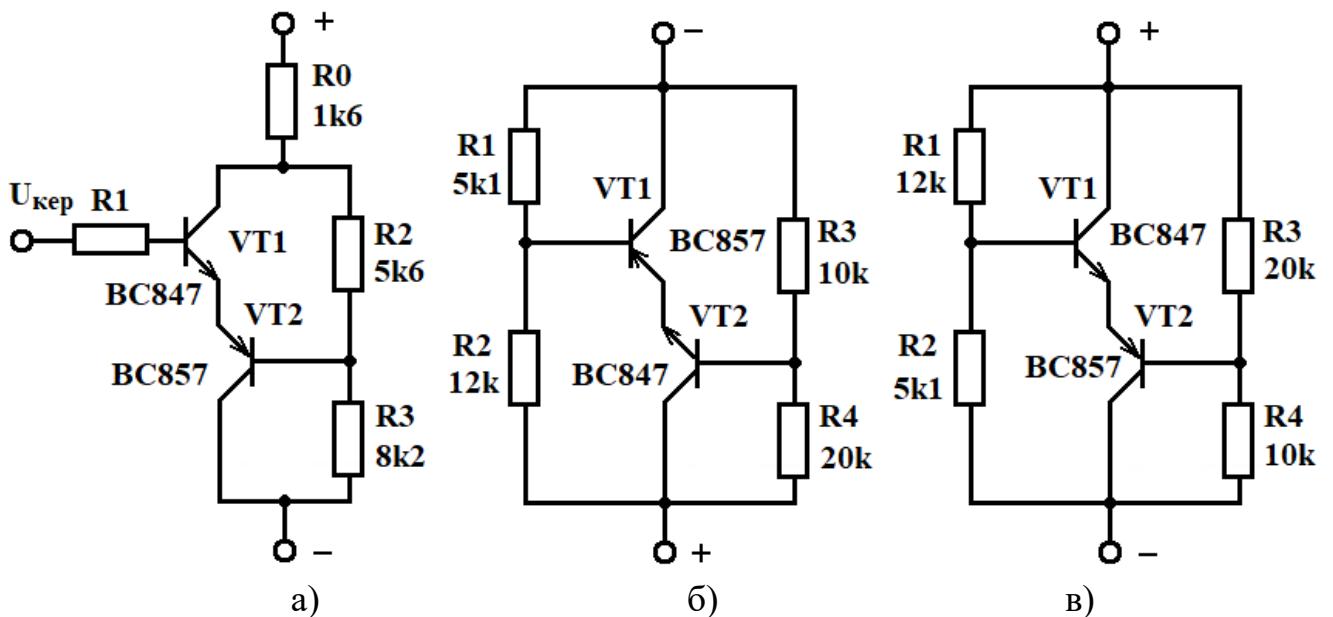 +
R0
1k6
Uкер
R1
VT1
BC847
R2
5k6
VT2
BC857
R3
8k2
−
а)
−
R1
5k1
VT1
BC857
R3
10k
R2
12k
VT2
BC847
R4
20k
+
б)
+
R1
12k
VT1
BC847
R3
20k
R2
5k1
VT2
BC857
R4
10k
−
в)